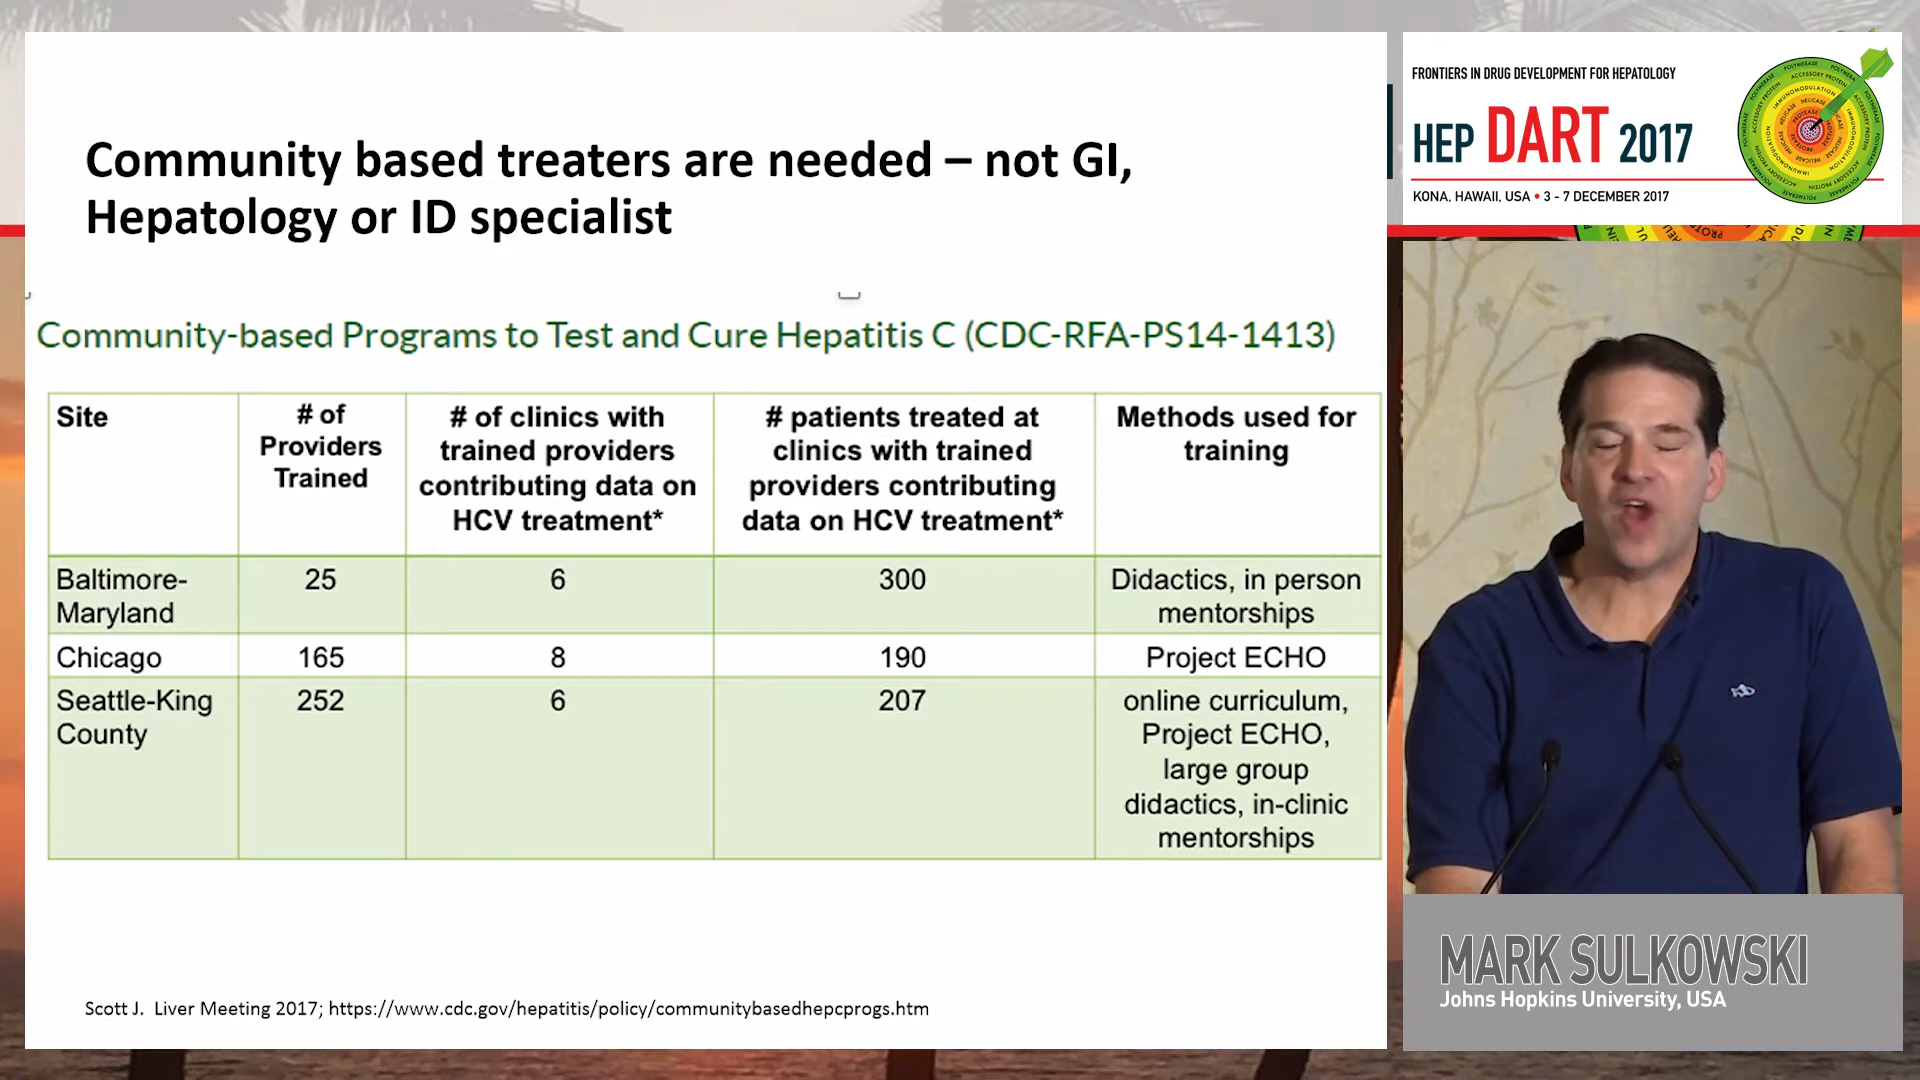 Community based treaters are needed – not GI,
Hepatology or ID specialist
Community-based Programs to Test and Cure Hepatitis C (CDC-RFA-PS14-1413)
Site
# of
Providers
Trained
# of clinics with
trained providers
contributing data on
HCV treatment*
# patients treated at
clinics with trained
providers contributing
data on HCV treatment*
Methods used for
training
Baltimore-
Maryland
25
6
300
Didactics, in person
mentorships
Chicago
165
8
190
Project ECHO
Seattle-King
County
252
6
207
online curriculum,
Project ECHO,
large group
didactics, in-clinic
mentorships
Scott J. Liver Meeting 2017; https://www.cdc.gov/hepatitis/policy/communitybasedhepcprogs.htm
FRONTIERS IN DRUG DEVELOPMENT FOR HEPATOLOGY
HEP DART 2017
KONA, HAWAII, USA • 3 - 7 DECEMBER 2017
MARK SULKOWSKI
Johns Hopkins University, USA